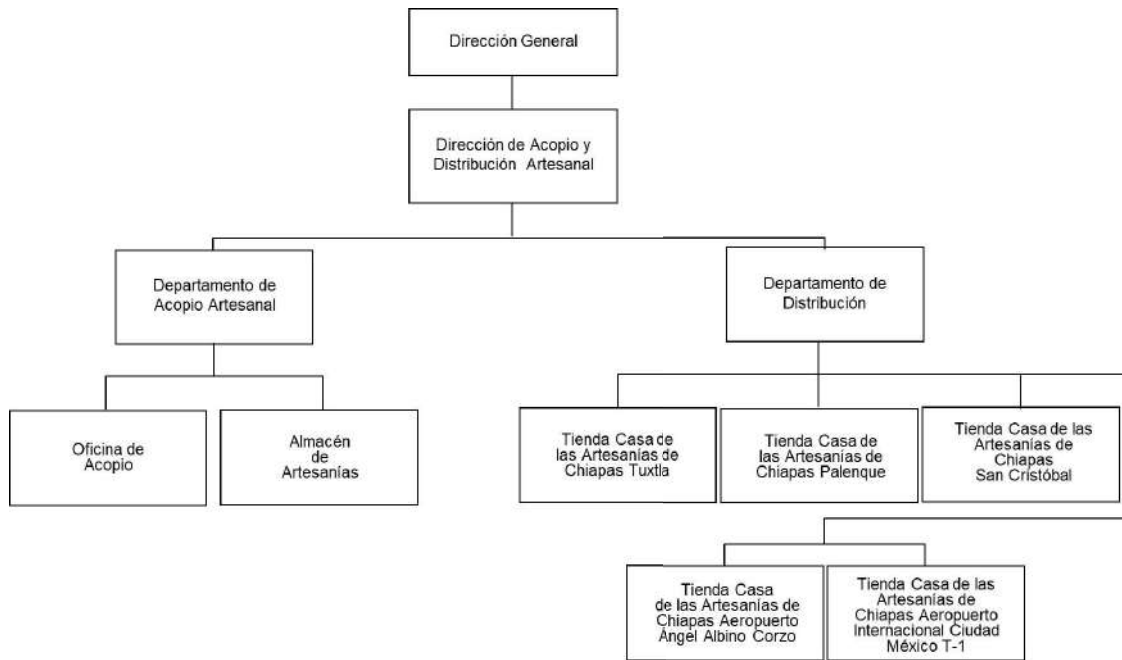 Dirección General
Dirección de Acopio y
Distribución Artesanal
Departamento de
Acopio Artesanal
Departamento de
Distribución
Oficina de
Acopio
Almacén
de
Artesanías
Tienda Casa de
las Artesanías de
Chiapas Tuxtla
Tienda Casa de
las Artesanías de
Chiapas Palenque
Tienda Casa de las
Artesanías de
Chiapas
San Cristóbal
Tienda Casa
de las Artesanías de
Chiapas Aeropuerto
Ángel Albino Corzo
Tienda Casa de las
Artesanías de
Chiapas Aeropuerto
Internacional Ciudad
México T-1